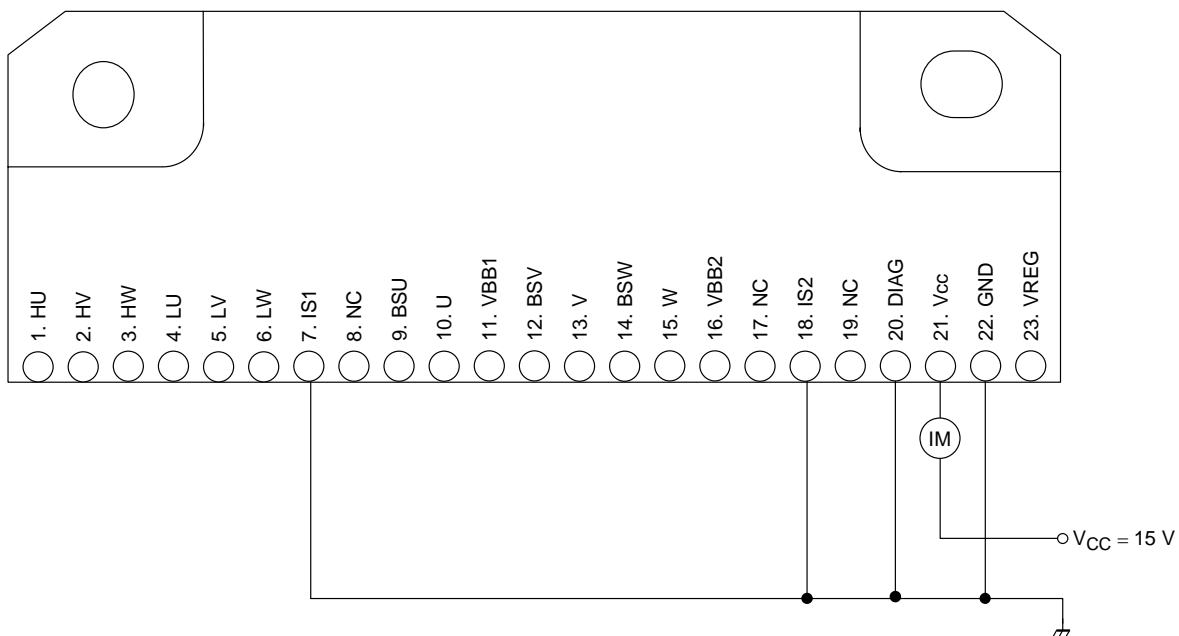 1. HU
2. HV
3. HW
4. LU
5. LV
6. LW
7. IS1
8. NC
9. BSU
10. U
11. VBB1
12. BSV
13. V
14. BSW
15. W
16. VBB2
17. NC
18. IS2
19. NC
20. DIAG
21. Vcc
22. GND
23. VREG
IM
VCC = 15 V